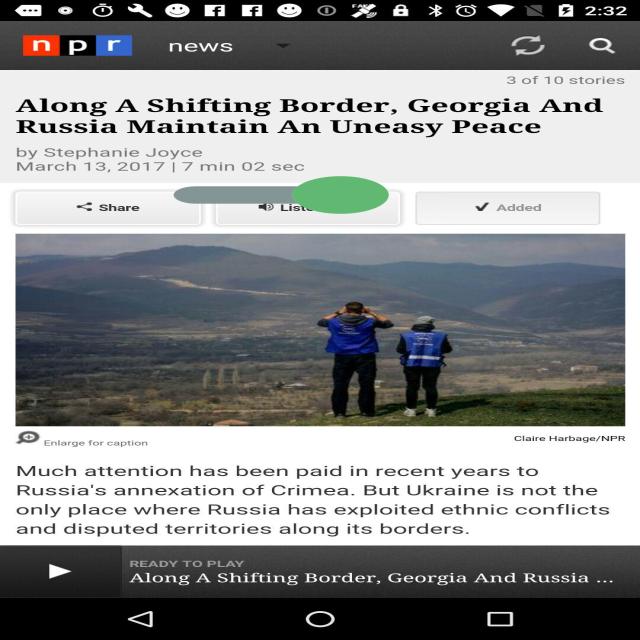 2:32
npr news
3 of 10 stories
Along A Shifting Border, Georgia And
Russia Maintain An Uneasy Peace
by Stephanie Joyce
March 13, 2017 | 7 min 02 sec
Share
Added
Claire Harbage/NPR
Enlarge for caption
Much attention has been paid in recent years to
Russia's annexation of Crimea. But Ukraine is not the
only place where Russia has exploited ethnic conflicts
and disputed territories along its borders.
READY TO PLAY
Along A Shifting Border, Georgia And Russia ...